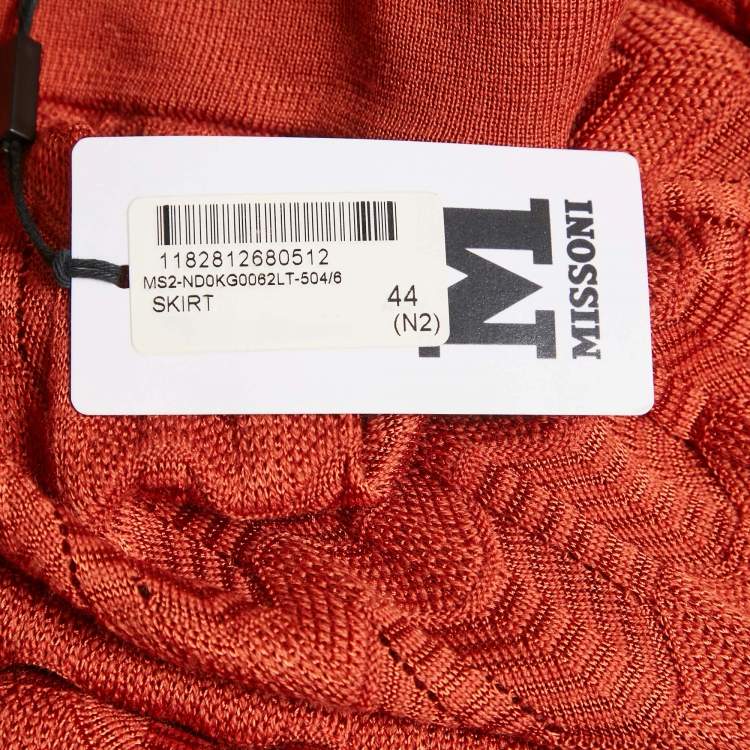 1182812680512
MS2-ND0KG0062LT-504/6
SKIRT
44
(N2)
M
MISSONI